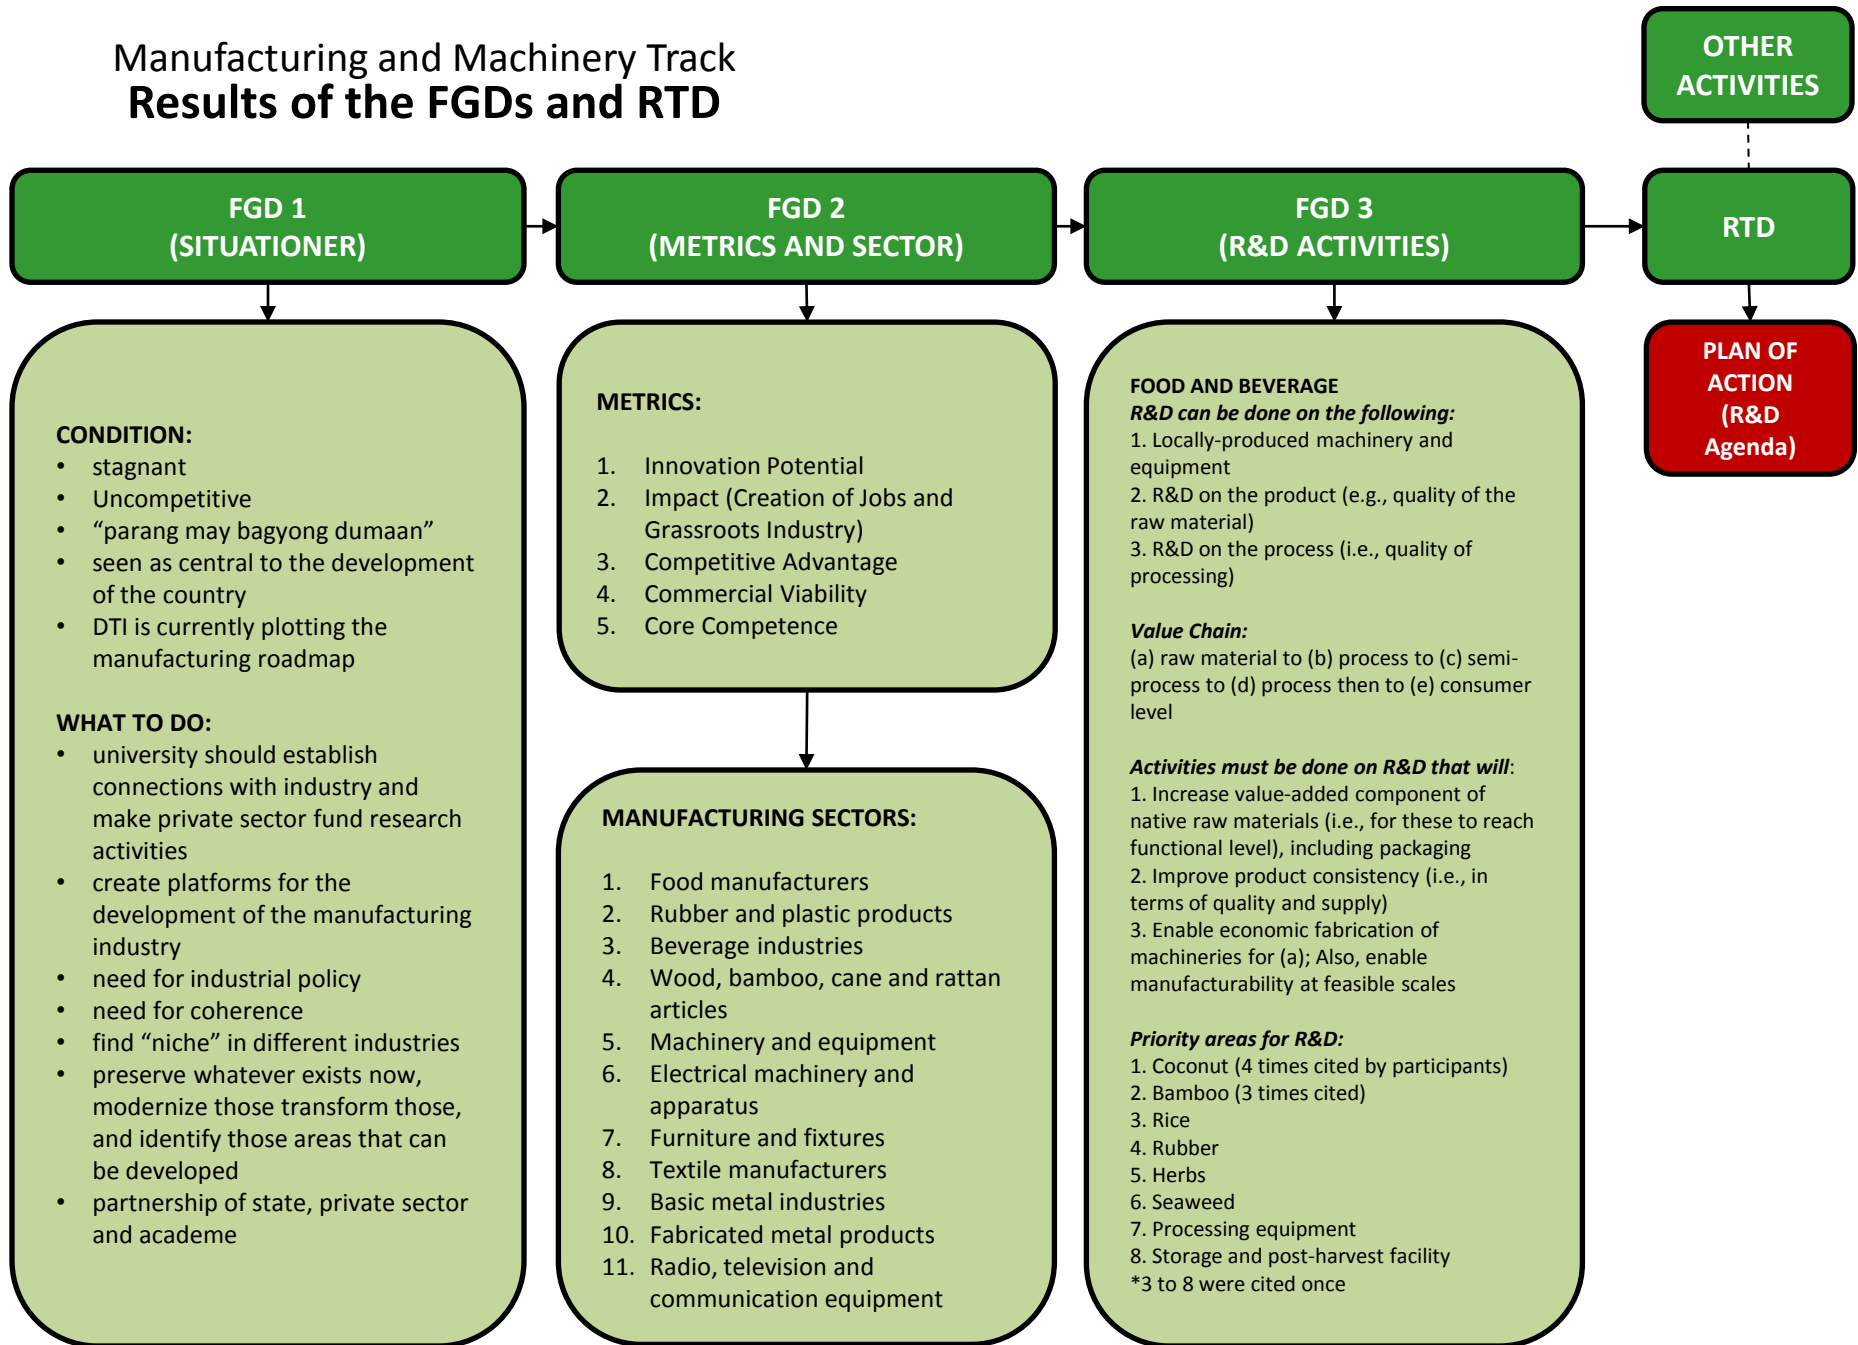 Manufacturing and Machinery Track
Results of the FGDs and RTD
OTHER
ACTIVITIES
FGD 1
(SITUATIONER)
FGD 2
(METRICS AND SECTOR)
FGD 3
(R&D ACTIVITIES)
RTD
CONDITION:
• stagnant
• Uncompetitive
• “parang may bagyong dumaan”
• seen as central to the development
of the country
• DTI is currently plotting the
manufacturing roadmap
WHAT TO DO:
• university should establish
connections with industry and
make private sector fund research
activities
• create platforms for the
development of the manufacturing
industry
• need for industrial policy
• need for coherence
• find “niche” in different industries
• preserve whatever exists now,
modernize those transform those,
and identify those areas that can
be developed
• partnership of state, private sector
and academe
METRICS:
1. Innovation Potential
2. Impact (Creation of Jobs and
Grassroots Industry)
3. Competitive Advantage
4. Commercial Viability
5. Core Competence
MANUFACTURING SECTORS:
1. Food manufacturers
2. Rubber and plastic products
3. Beverage industries
4. Wood, bamboo, cane and rattan
articles
5. Machinery and equipment
6. Electrical machinery and
apparatus
7. Furniture and fixtures
8. Textile manufacturers
9. Basic metal industries
10. Fabricated metal products
11. Radio, television and
communication equipment
FOOD AND BEVERAGE
R&D can be done on the following:
1. Locally-produced machinery and
equipment
2. R&D on the product (e.g., quality of the
raw material)
3. R&D on the process (i.e., quality of
processing)
Value Chain:
(a) raw material to (b) process to (c) semi-
process to (d) process then to (e) consumer
level
Activities must be done on R&D that will:
1. Increase value-added component of
native raw materials (i.e., for these to reach
functional level), including packaging
2. Improve product consistency (i.e., in
terms of quality and supply)
3. Enable economic fabrication of
machineries for (a); Also, enable
manufacturability at feasible scales
Priority areas for R&D:
1. Coconut (4 times cited by participants)
2. Bamboo (3 times cited)
3. Rice
4. Rubber
5. Herbs
6. Seaweed
7. Processing equipment
8. Storage and post-harvest facility
*3 to 8 were cited once
PLAN OF
ACTION
(R&D
Agenda)